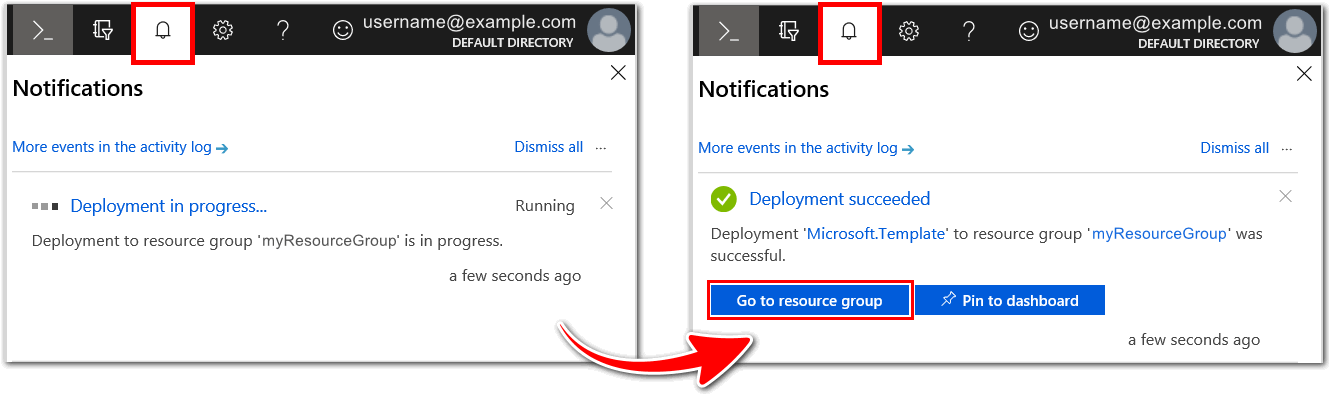 username@example.com
DEFAULT DIRECTORY
Notifications
More events in the activity log
Dismiss all ...
Deployment in progress...
Running
Deployment to resource group 'myResourceGroup' is in progress.
a few seconds ago
username@example.com
DEFAULT DIRECTORY
Notifications
More events in the activity log
Dismiss all ...
Deployment succeeded
Deployment 'Microsoft.Template' to resource group 'myResourceGroup' was
successful.
Go to resource group
Pin to dashboard
a few seconds ago